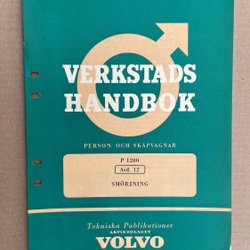 VERKSTADS
HANDBOK
PERSON- OCH SKÅPVAGNAR
P 1200
Avd. 12
SMÖRJNING
Tekniska Publikationer
AKTIEBOLAGET
VOLVO